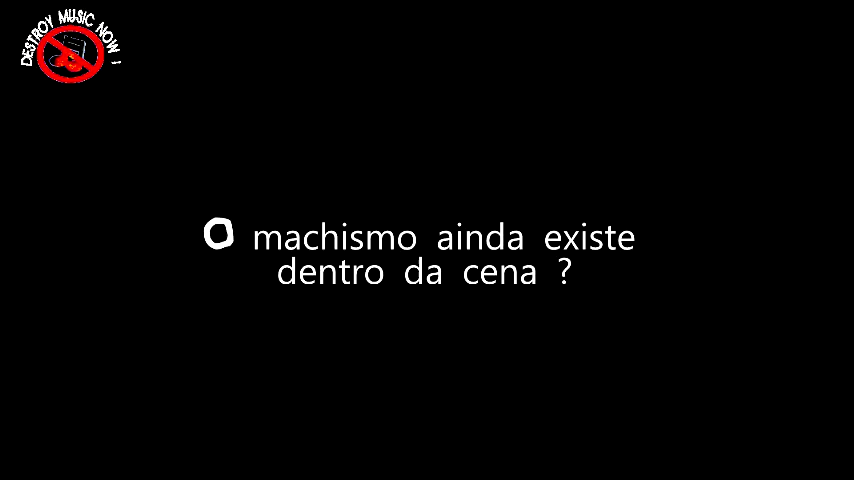 DESTROY MUSIC NOW !
O machismo ainda existe
dentro da cena ?